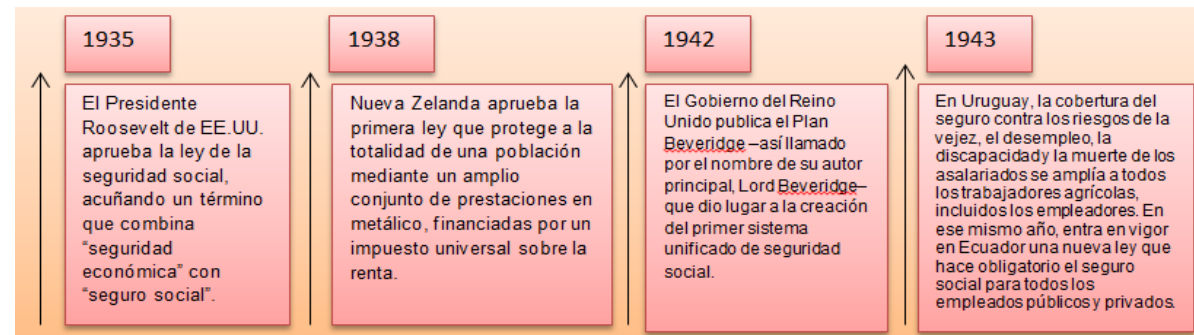 1935
El Presidente
Roosevelt de EE.UU.
aprueba la ley de la
seguridad social,
acuñando un término
que combina
“seguridad
económica” con
“seguro social”.
1938
Nueva Zelanda aprueba la
primera ley que protege a la
totalidad de una población
mediante un amplio
conjunto de prestaciones en
metálico, financiadas por un
impuesto universal sobre la
renta.
1942
El Gobierno del Reino
Unido publica el Plan
Beveridge –así llamado
por el nombre de su autor
principal, Lord Beveridge–
que dio lugar a la creación
del primer sistema
unificado de seguridad
social.
1943
En Uruguay, la cobertura del
seguro contra los riesgos de la
vejez, el desempleo, la
discapacidad y la muerte de los
asalariados se amplía a todos
los trabajadores agrícolas,
incluidos los empleadores. En
ese mismo año, entra en vigor
en Ecuador una nueva ley que
hace obligatorio el seguro
social para todos los
empleados públicos y privados.